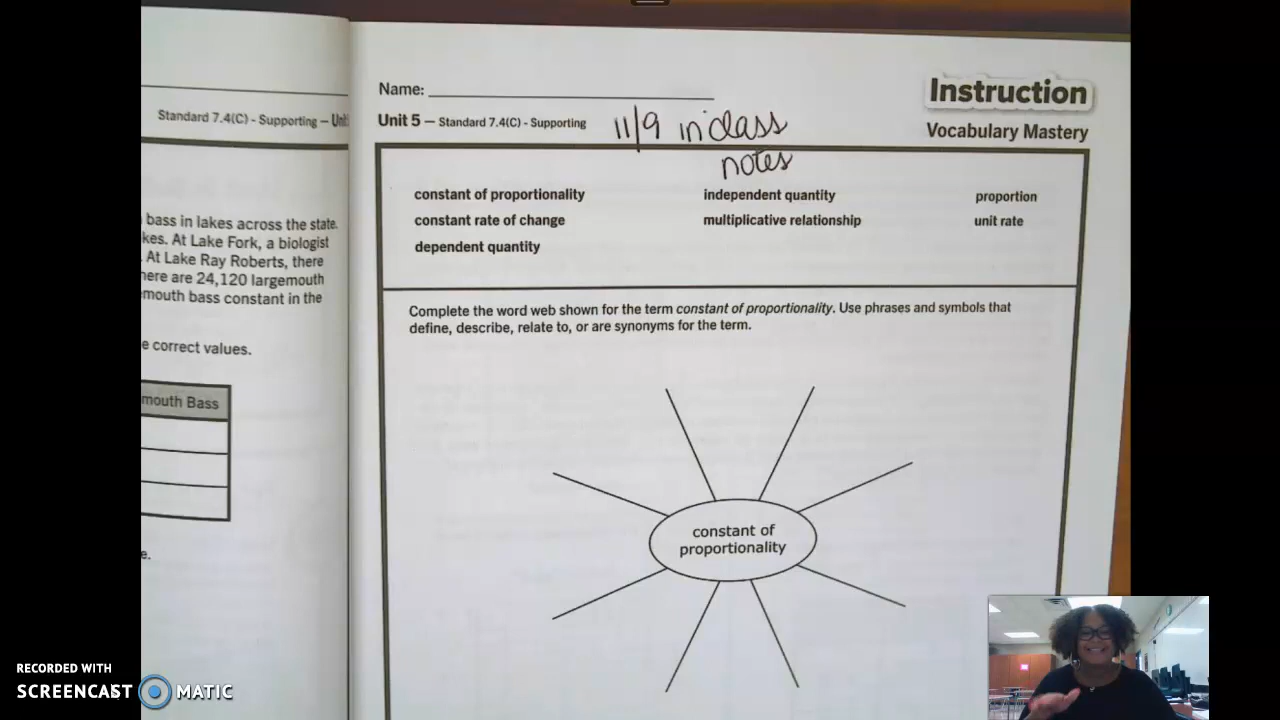 Standard 7.4(C) - Supporting — Uni
bass in lakes across the state.
kes. At Lake Fork, a biologist
. At Lake Ray Roberts, there
here are 24,120 largemouth
mouth bass constant in the
e correct values.
mouth Bass
e.
Name:
Instruction
Unit 5 — Standard 7.4(C) - Supporting
11/9 in class
notes
Vocabulary Mastery
constant of proportionality independent quantity proportion
constant rate of change multiplicative relationship unit rate
dependent quantity
Complete the word web shown for the term constant of proportionality. Use phrases and symbols that
define, describe, relate to, or are synonyms for the term.
constant of
proportionality
RECORDED WITH
SCREENCAST MATIC